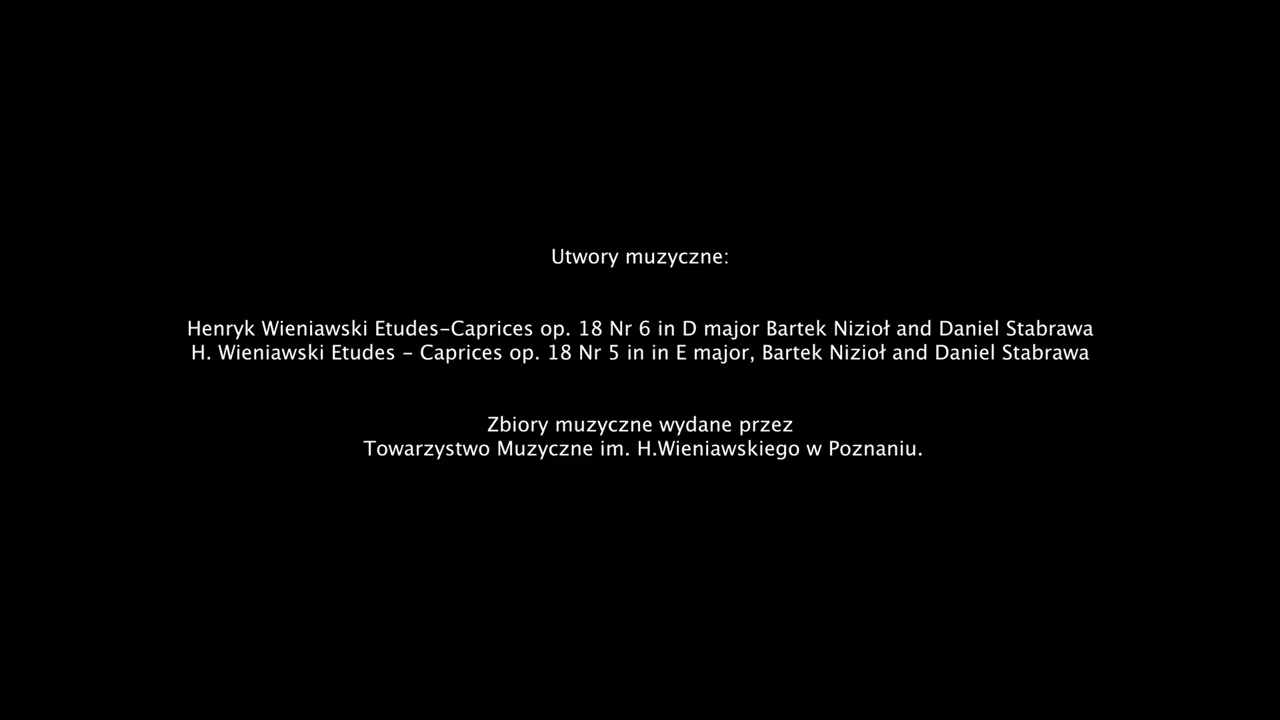 Utwory muzyczne:
Henryk Wieniawski Etudes-Caprices op. 18 Nr 6 in D major Bartek Nizioł and Daniel Stabrawa
H. Wieniawski Etudes - Caprices op. 18 Nr 5 in in E major, Bartek Nizioł and Daniel Stabrawa
Zbiory muzyczne wydane przez
Towarzystwo Muzyczne im. H.Wieniawskiego w Poznaniu.